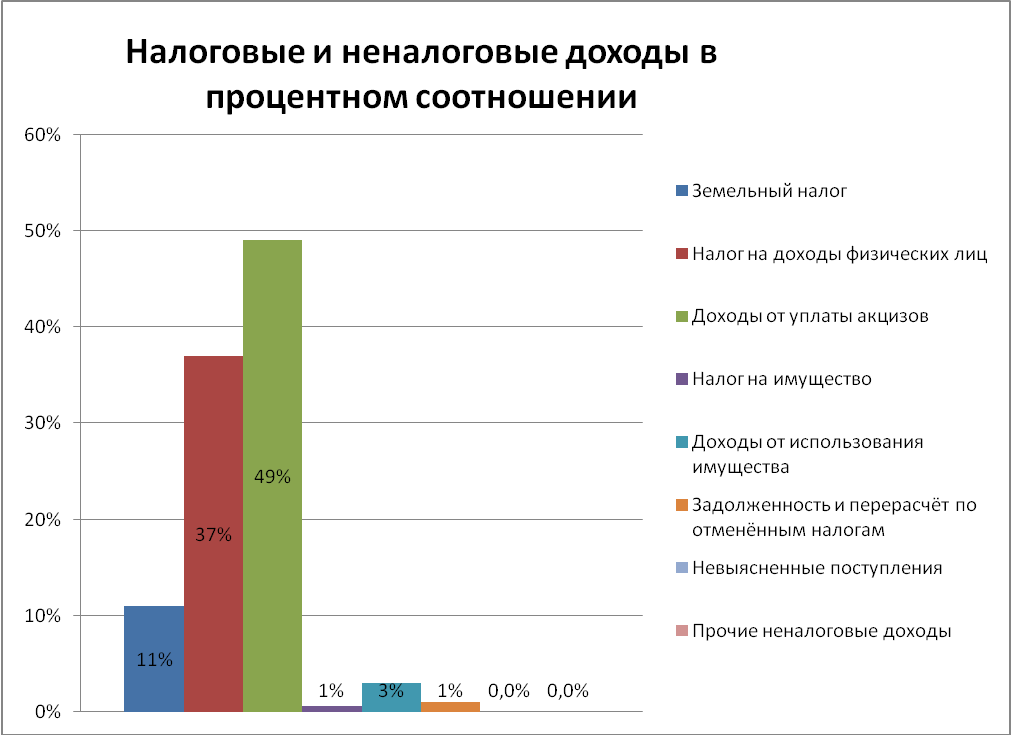 Налоговые и неналоговые доходы в
процентном соотношении
60%
50%
40%
30%
20%
10%
0%
11%
37%
49%
1%
3%
1%
0,0%
0,0%
Земельный налог
Налог на доходы физических лиц
Доходы от уплаты акцизов
Налог на имущество
Доходы от использования
имущества
Задолженность и перерасчёт по
отменённым налогам
Невыясненные поступления
Прочие неналоговые доходы